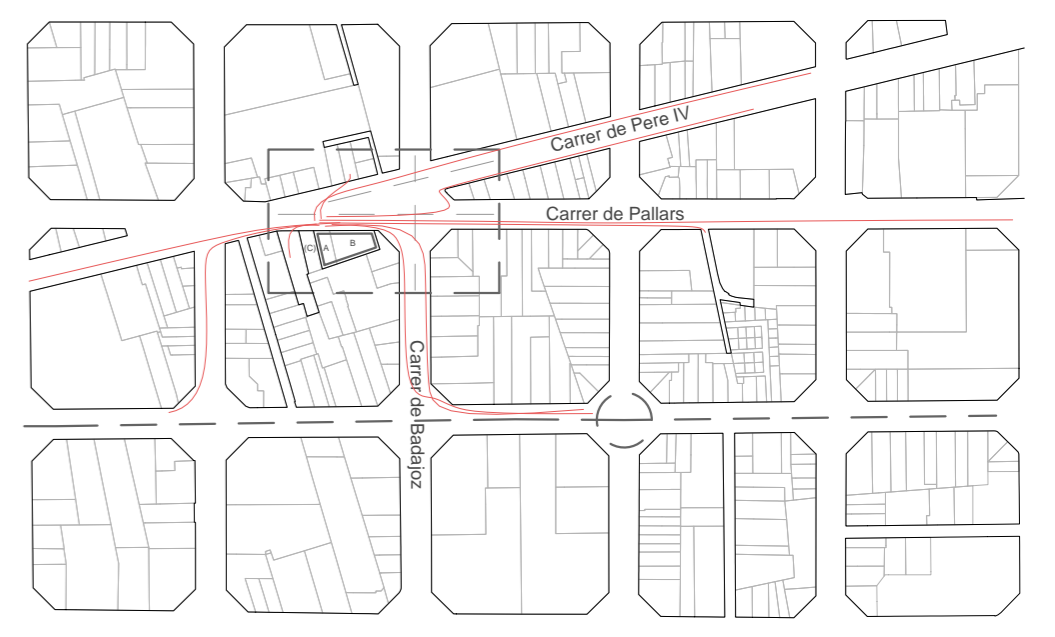 Carrer de Pere IV
Carrer de Pallars
(C) A B
Carrer de Badajoz